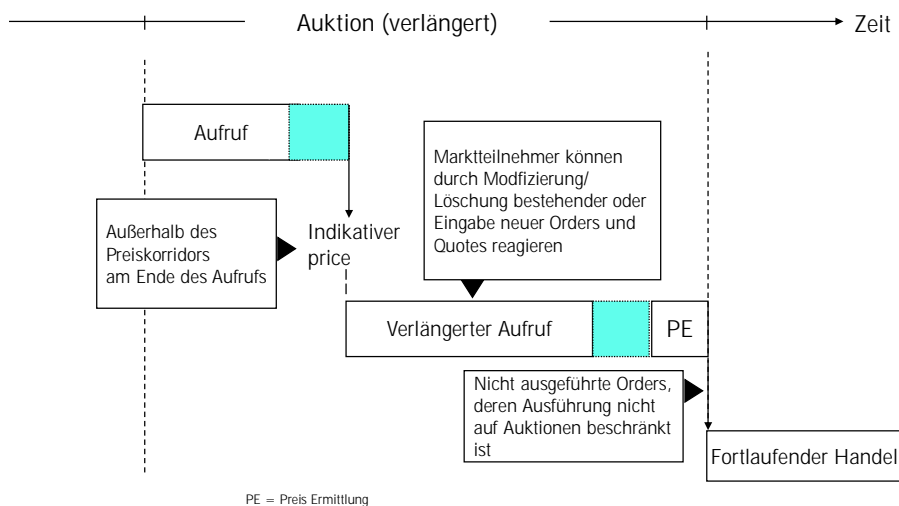 Auktion (verlängert)
Zeit
Aufruf
Marktteilnehmer können
durch Modfizierung/
Löschung bestehender oder
Eingabe neuer Orders und
Quotes reagieren
Außerhalb des
Preiskorridors
am Ende des Aufrufs
Indikativer
price
Verlängerter Aufruf
PE
Nicht ausgeführte Orders,
deren Ausführung nicht
auf Auktionen beschränkt
ist
Fortlaufender Handel
PE = Preis Ermittlung